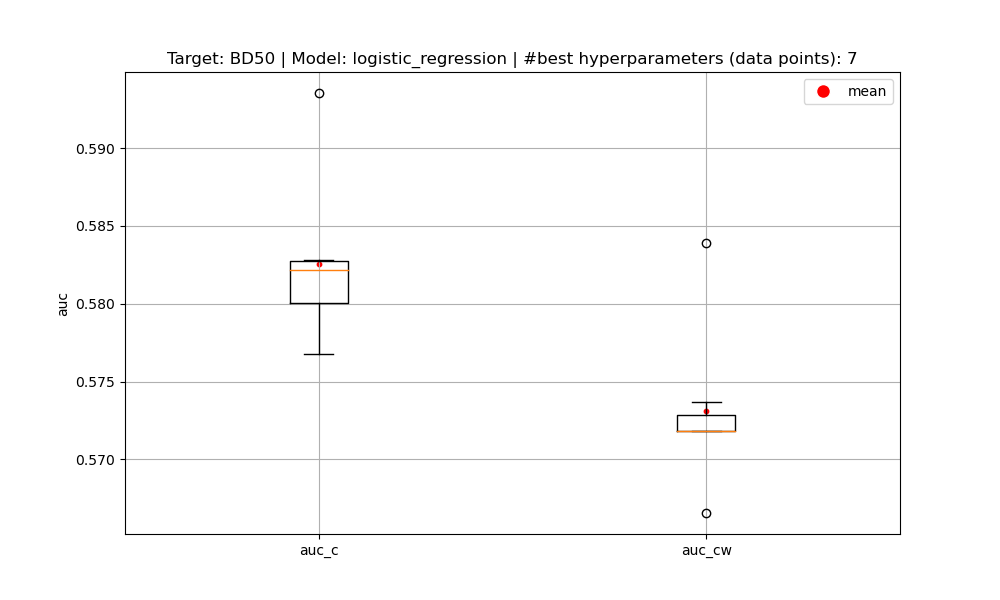 Target: BD50 | Model: logistic_regression | #best hyperparameters (data points): 7
mean
0.590
0.585
0.580
0.575
0.570
auc
auc_c
auc_cw